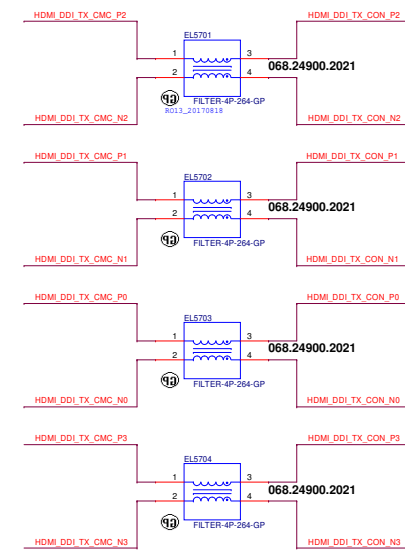 HDMI_DDI_TX_CMC_P2 HDMI_DDI_TX_CON_P2
EL5701
1 3
068.24900.2021
2 4
FILTER-4P-264-GP
RO13_20170818
HDMI_DDI_TX_CMC_N2 HDMI_DDI_TX_CON_N2
HDMI_DDI_TX_CMC_P1 HDMI_DDI_TX_CON_P1
EL5702
1 3
068.24900.2021
2 4
FILTER-4P-264-GP
HDMI_DDI_TX_CMC_N1 HDMI_DDI_TX_CON_N1
HDMI_DDI_TX_CMC_P0 HDMI_DDI_TX_CON_P0
EL5703
1 3
068.24900.2021
2 4
FILTER-4P-264-GP
HDMI_DDI_TX_CMC_N0 HDMI_DDI_TX_CON_N0
HDMI_DDI_TX_CMC_P3 HDMI_DDI_TX_CON_P3
EL5704
1 3
068.24900.2021
2 4
FILTER-4P-264-GP
HDMI_DDI_TX_CMC_N3 HDMI_DDI_TX_CON_N3